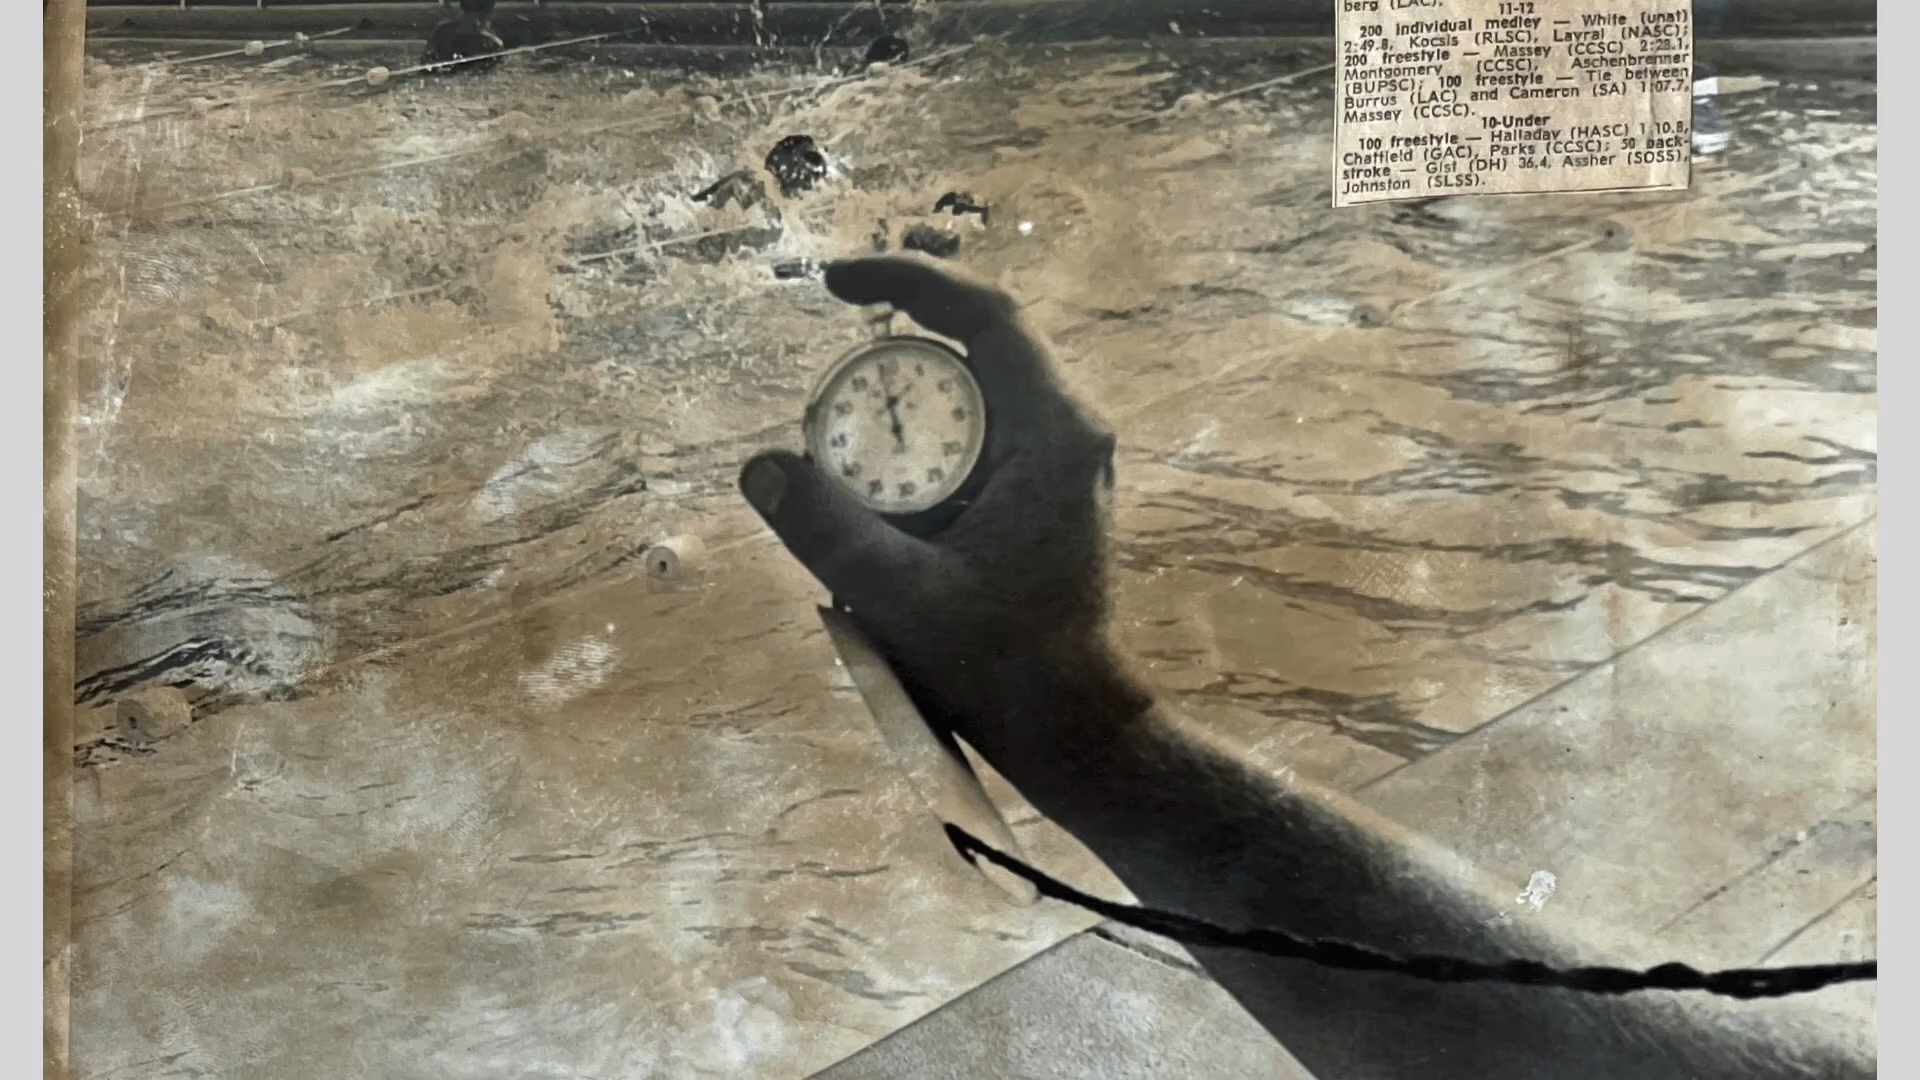 berg (LAC).
11-12
200 individual medley — White (unat)
2:49.8, Kocsis (RLSC), Layral (NASC);
200 freestyle — Massey (CCSC) 2:28.1,
Montgomery (CCSC), Aschenbrenner
(BUPSC); 100 freestyle — Tie between
Burrus (LAC) and Cameron (SA) 1:07.7,
Massey (CCSC).
10-Under
100 freestyle — Halladay (HASC) 1:10.8,
Chatfield (GAC), Parks (CCSC); 50 back-
stroke — Gist (DH) 36.4, Assher (SOSS),
Johnston (SLSS).